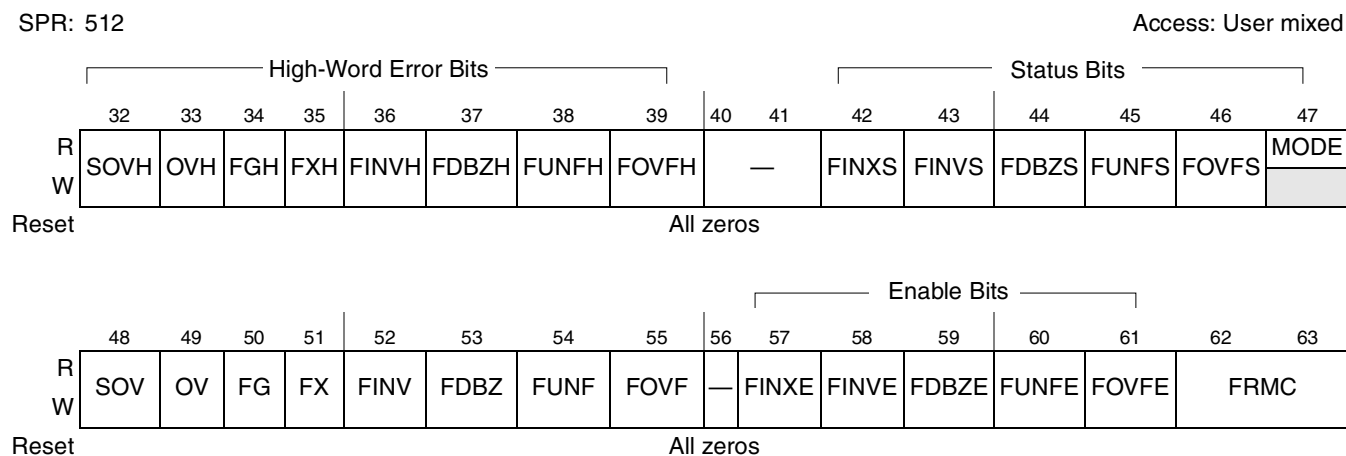 SPR: 512 Access: User mixed
High-Word Error Bits Status Bits
32 33 34 35 36 37 38 39 40 41 42 43 44 45 46 47
R SOVH OVH FGH FXH FINVH FDBZH FUNFH FOVFH — FINXS FINVS FDBZS FUNFS FOVFS MODE
W
Reset All zeros
Enable Bits
48 49 50 51 52 53 54 55 56 57 58 59 60 61 62 63
R SOV OV FG FX FINV FDBZ FUNF FOVF — FINXE FINVE FDBZE FUNFE FOVFE FRMC
W
Reset All zeros